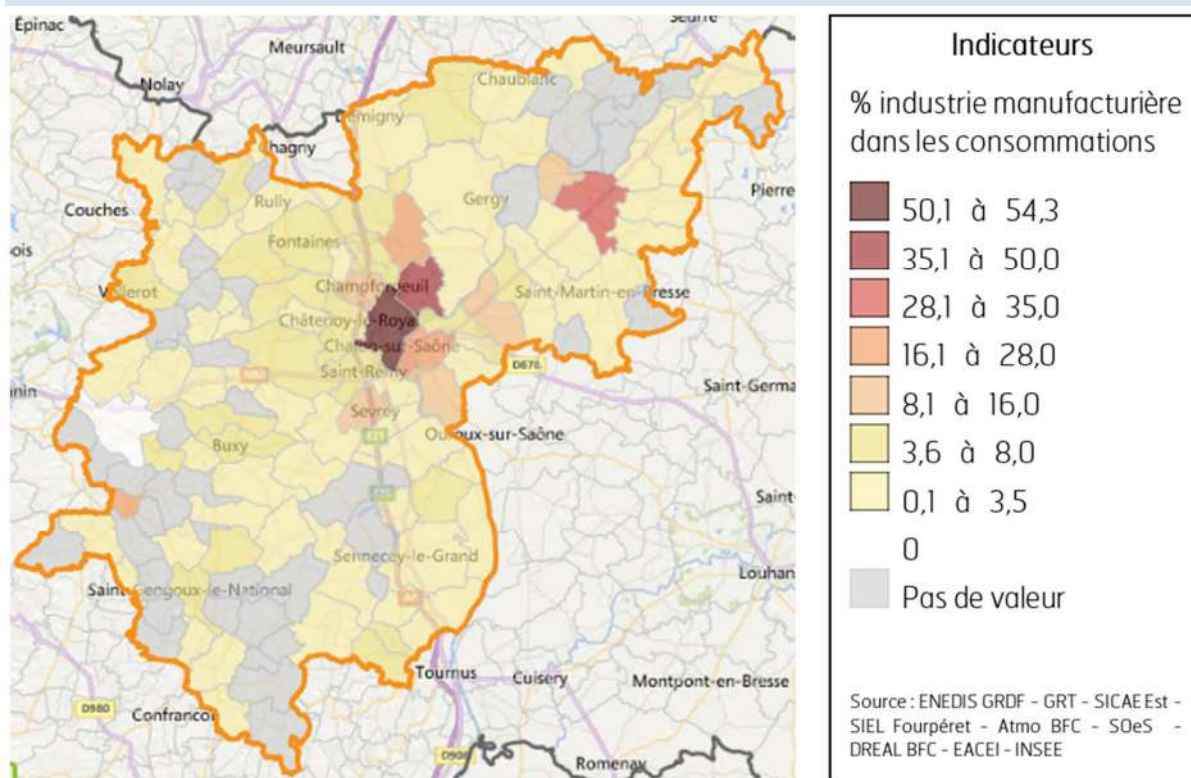 Épinac
Seurre
Meursault
Nolay
Chaublanc
Demigny
Chagny
Pierre
Couches
Rully
Gergy
Fontaines
Champforgeuil
Saint-Martin-en-Bresse
Châtenoy-le-Royal
Chalon-sur-Saône
Saint-Rémy
D678
Saint-Germa
Sevrey
Buxy
Ouroux-sur-Saône
Saint-
Sennecey-le-Grand
Louhan
Saint-Gengoux-le-National
Tournus
Cuisery
Montpont-en-Bresse
D980
Confrançon
Romenay
Indicateurs
% industrie manufacturière
dans les consommations
50,1 à 54,3
35,1 à 50,0
28,1 à 35,0
16,1 à 28,0
8,1 à 16,0
3,6 à 8,0
0,1 à 3,5
0
Pas de valeur
Source : ENEDIS GRDF - GRT - SICAE Est -
SIEL Fourpéret - Atmo BFC - SOeS -
DREAL BFC - EACEI - INSEE